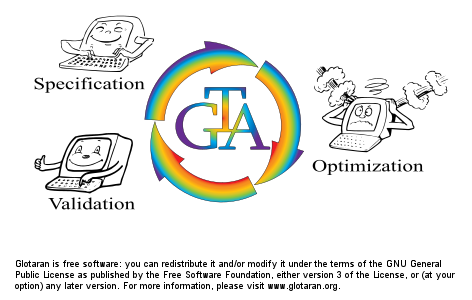 Specification
GTA
Optimization
Validation
Glotaran is free software: you can redistribute it and/or modify it under the terms of the GNU General
Public License as published by the Free Software Foundation, either version 3 of the License, or (at your
option) any later version. For more information, please visit www.glotaran.org.